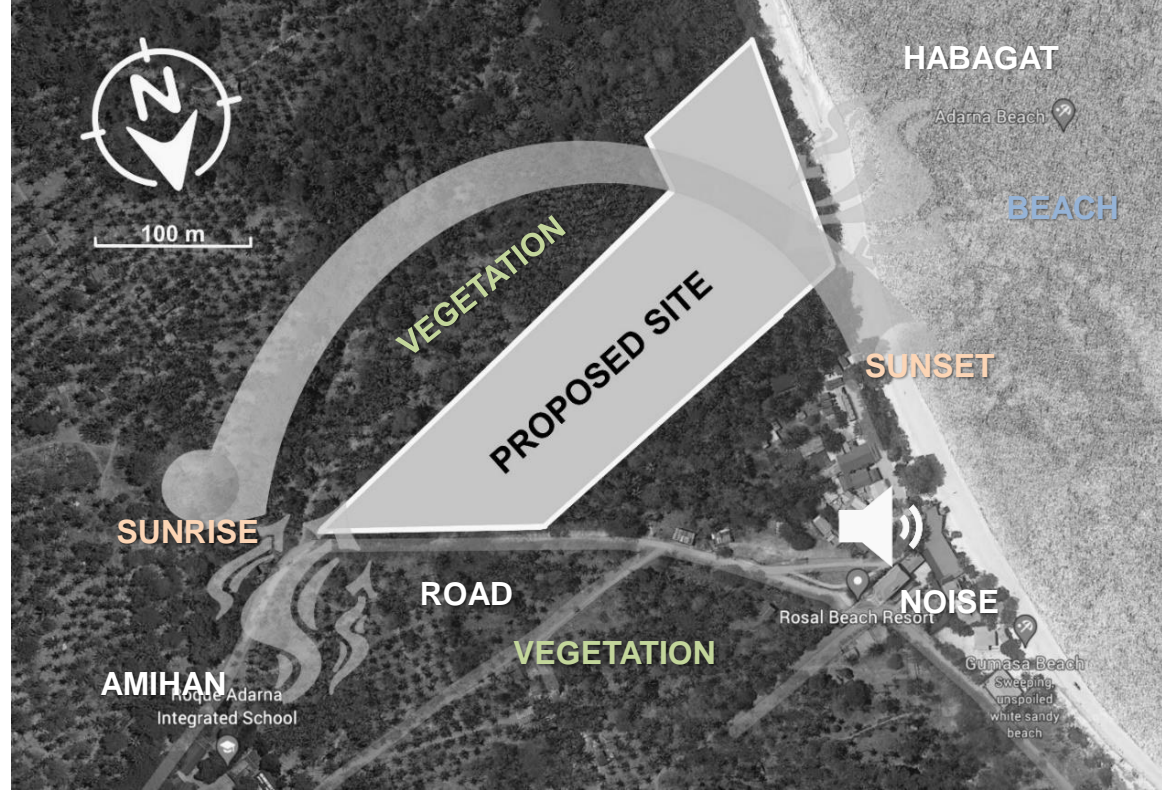 HABAGAT
N
Adarna Beach
BEACH
100 m
VEGETATION
PROPOSED SITE
SUNSET
SUNRISE
ROAD
NOISE
Rosal Beach Resort
VEGETATION
Gumasa Beach
Sweeping,
unspoiled
white sandy
beach
AMIHAN
Roque Adarna
Integrated School